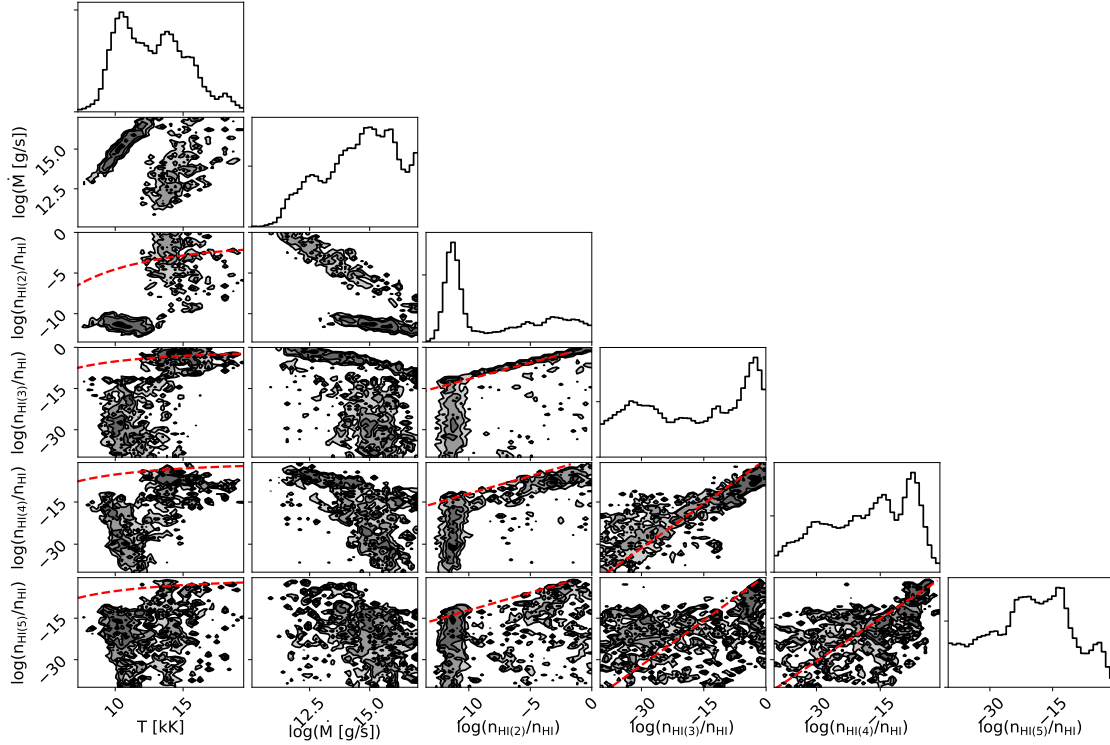 log(Ṁ [g/s])
15.0
12.5
log(n_HI(2)/n_HI)
0
−5
−10
log(n_HI(3)/n_HI)
0
−15
−30
log(n_HI(4)/n_HI)
−15
−30
log(n_HI(5)/n_HI)
−15
−30
10
15
T [kK]
12.5
15.0
log(Ṁ [g/s])
−10
−5
0
log(n_HI(2)/n_HI)
−30
−15
0
log(n_HI(3)/n_HI)
−30
−15
log(n_HI(4)/n_HI)
−30
−15
log(n_HI(5)/n_HI)